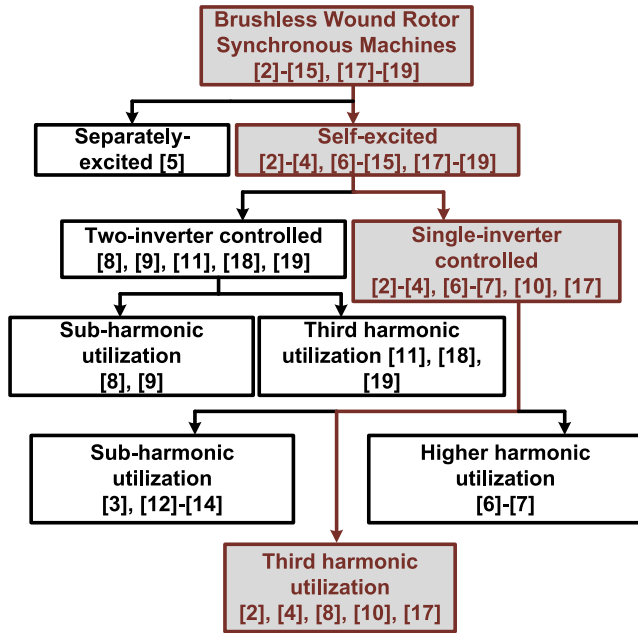 Brushless Wound Rotor
Synchronous Machines
[2]-[15], [17]-[19]
Separately-
excited [5]
Self-excited
[2]-[4], [6]-[15], [17]-[19]
Two-inverter controlled
[8], [9], [11], [18], [19]
Single-inverter
controlled
[2]-[4], [6]-[7], [10], [17]
Sub-harmonic
utilization
[8], [9]
Third harmonic
utilization [11], [18],
[19]
Sub-harmonic
utilization
[3], [12]-[14]
Higher harmonic
utilization
[6]-[7]
Third harmonic
utilization
[2], [4], [8], [10], [17]